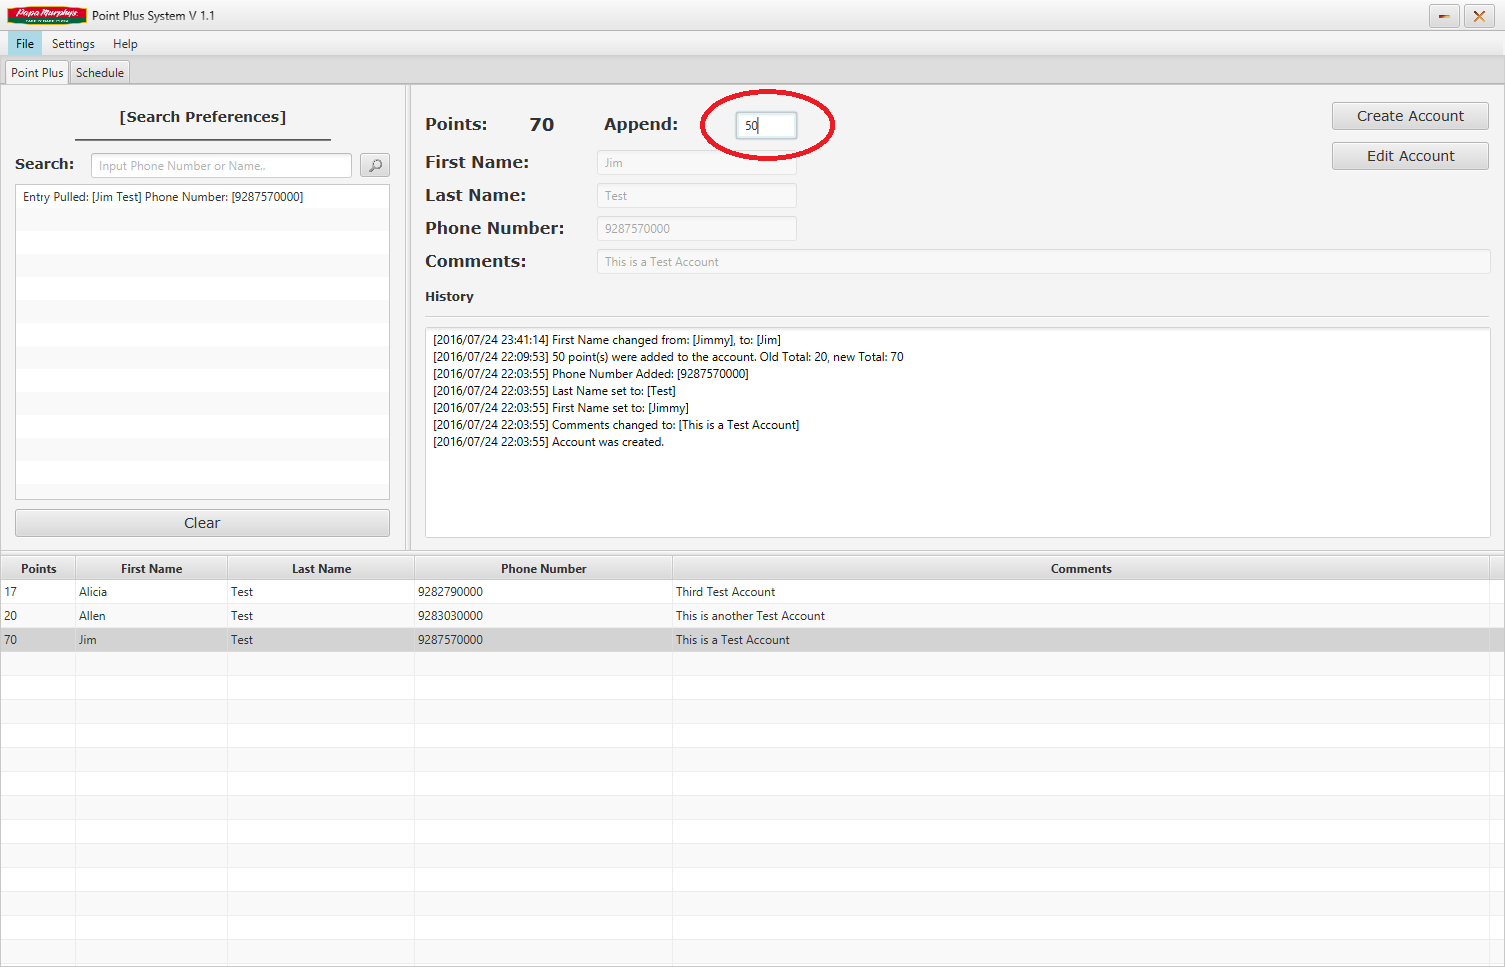 Papa Murphy's
Point Plus System V 1.1
File Settings Help
Point Plus Schedule
[Search Preferences]
Search: Input Phone Number or Name..
Entry Pulled: [Jim Test] Phone Number: [9287570000]
Clear
Points: 70 Append: 50
First Name: Jim
Last Name: Test
Phone Number: 9287570000
Comments: This is a Test Account
Create Account
Edit Account
History
[2016/07/24 23:41:14] First Name changed from: [Jimmy], to: [Jim]
[2016/07/24 22:09:53] 50 point(s) were added to the account. Old Total: 20, new Total: 70
[2016/07/24 22:03:55] Phone Number Added: [9287570000]
[2016/07/24 22:03:55] Last Name set to: [Test]
[2016/07/24 22:03:55] First Name set to: [Jimmy]
[2016/07/24 22:03:55] Comments changed to: [This is a Test Account]
[2016/07/24 22:03:55] Account was created.
Points First Name Last Name Phone Number Comments
17 Alicia Test 9282790000 Third Test Account
20 Allen Test 9283030000 This is another Test Account
70 Jim Test 9287570000 This is a Test Account